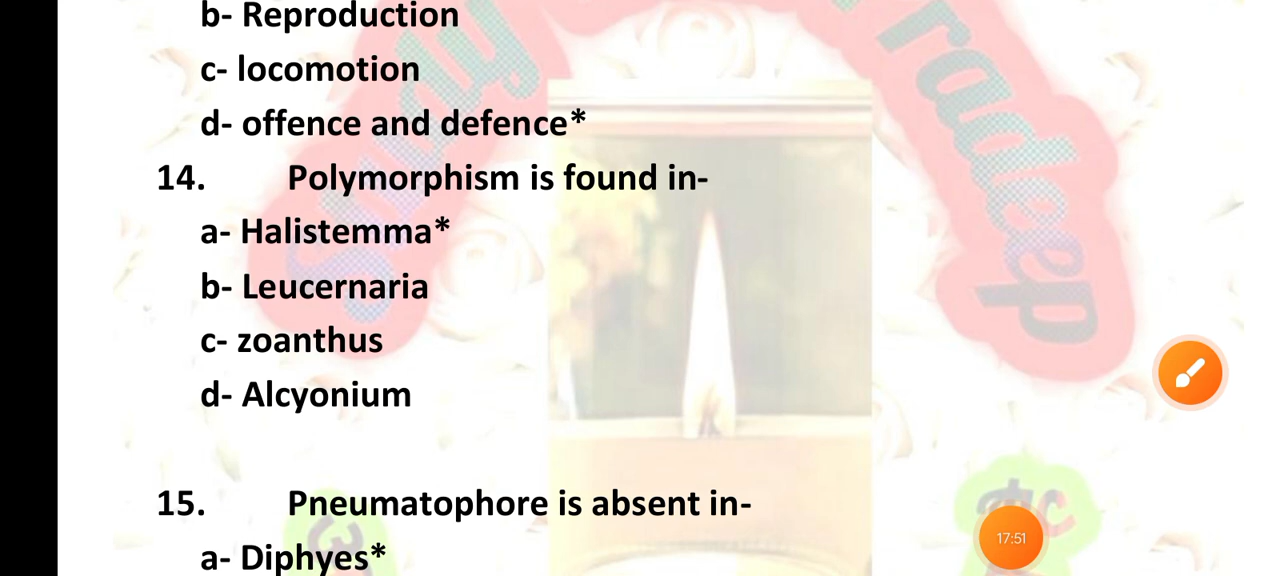 b- Reproduction
c- locomotion
d- offence and defence*
14. Polymorphism is found in-
a- Halistemma*
b- Leucernaria
c- zoanthus
d- Alcyonium
15. Pneumatophore is absent in-
a- Diphyes*
17:51